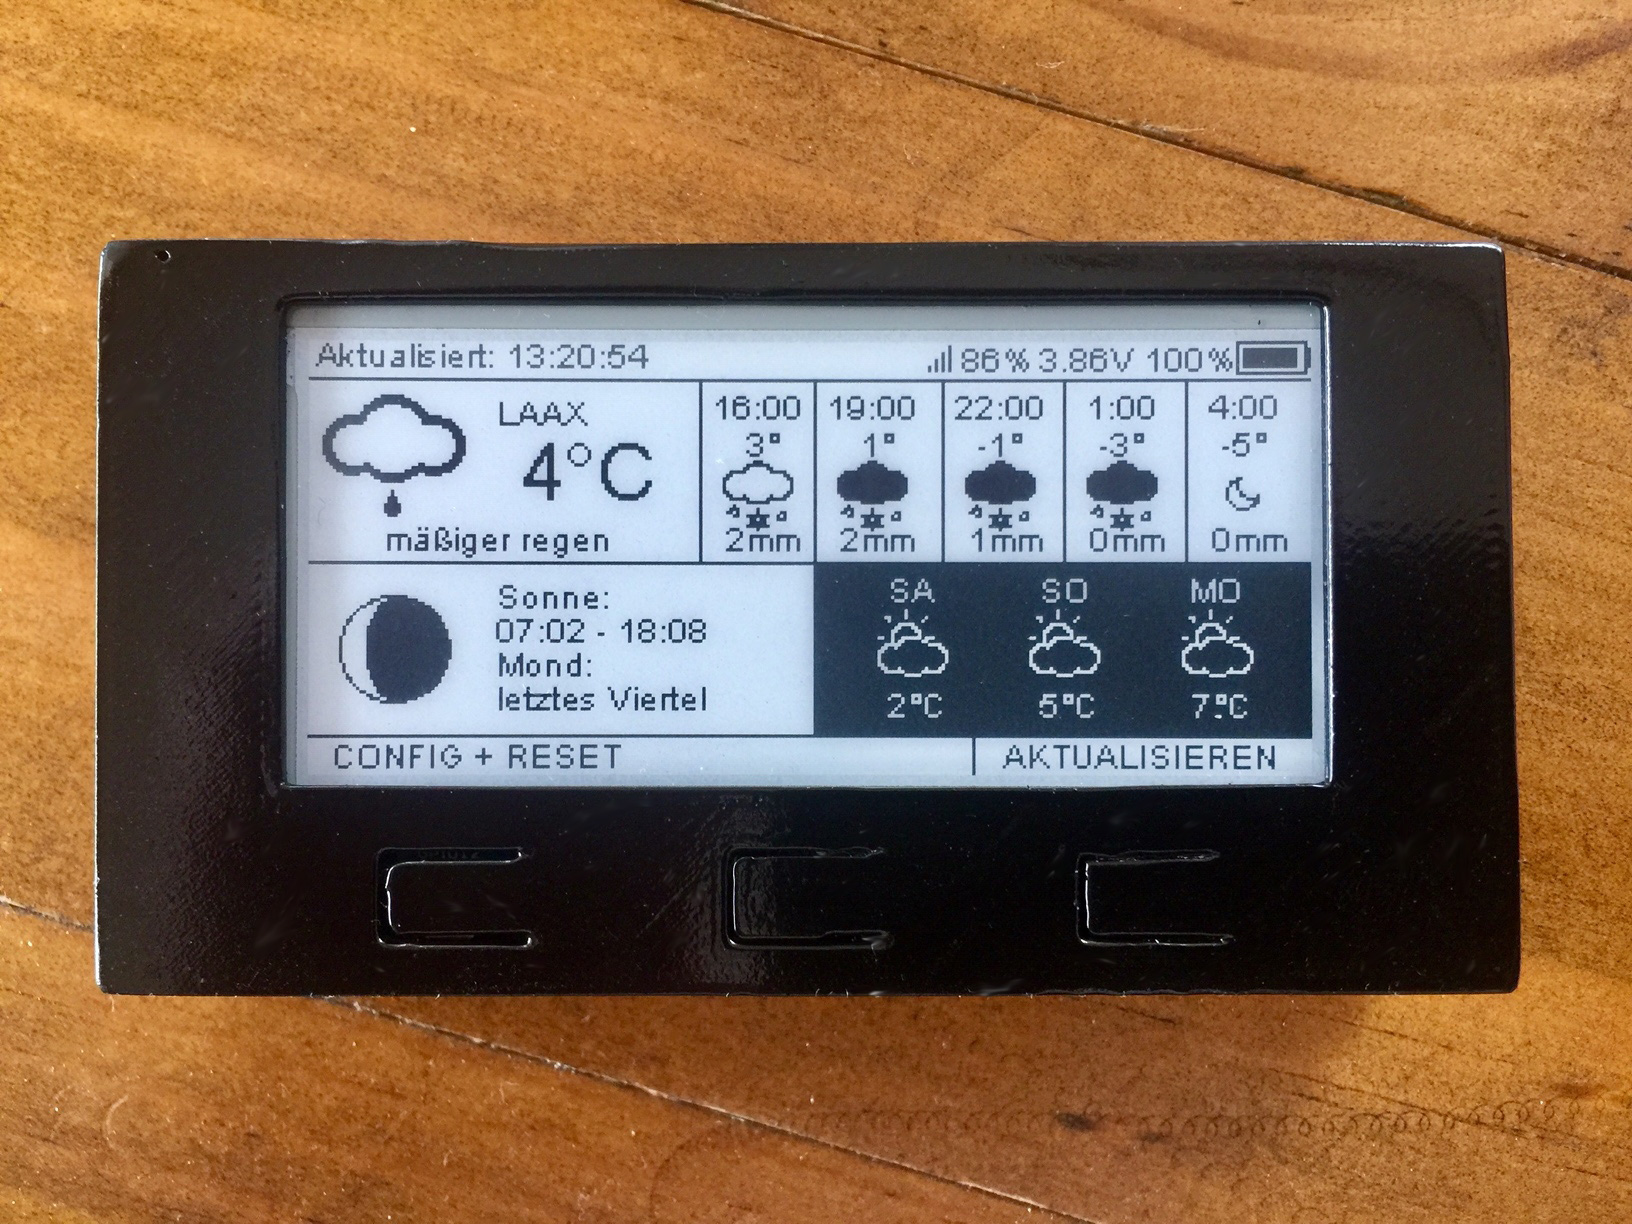 Aktualisiert: 13:20:54
86% 3.86V 100%
LAAX
4°C
mäßiger regen
16:00
3°
2mm
19:00
1°
2mm
22:00
-1°
1mm
1:00
-3°
0mm
4:00
-5°
0mm
Sonne:
07:02 - 18:08
Mond:
letztes Viertel
SA
2°C
SO
5°C
MO
7°C
CONFIG + RESET
AKTUALISIEREN